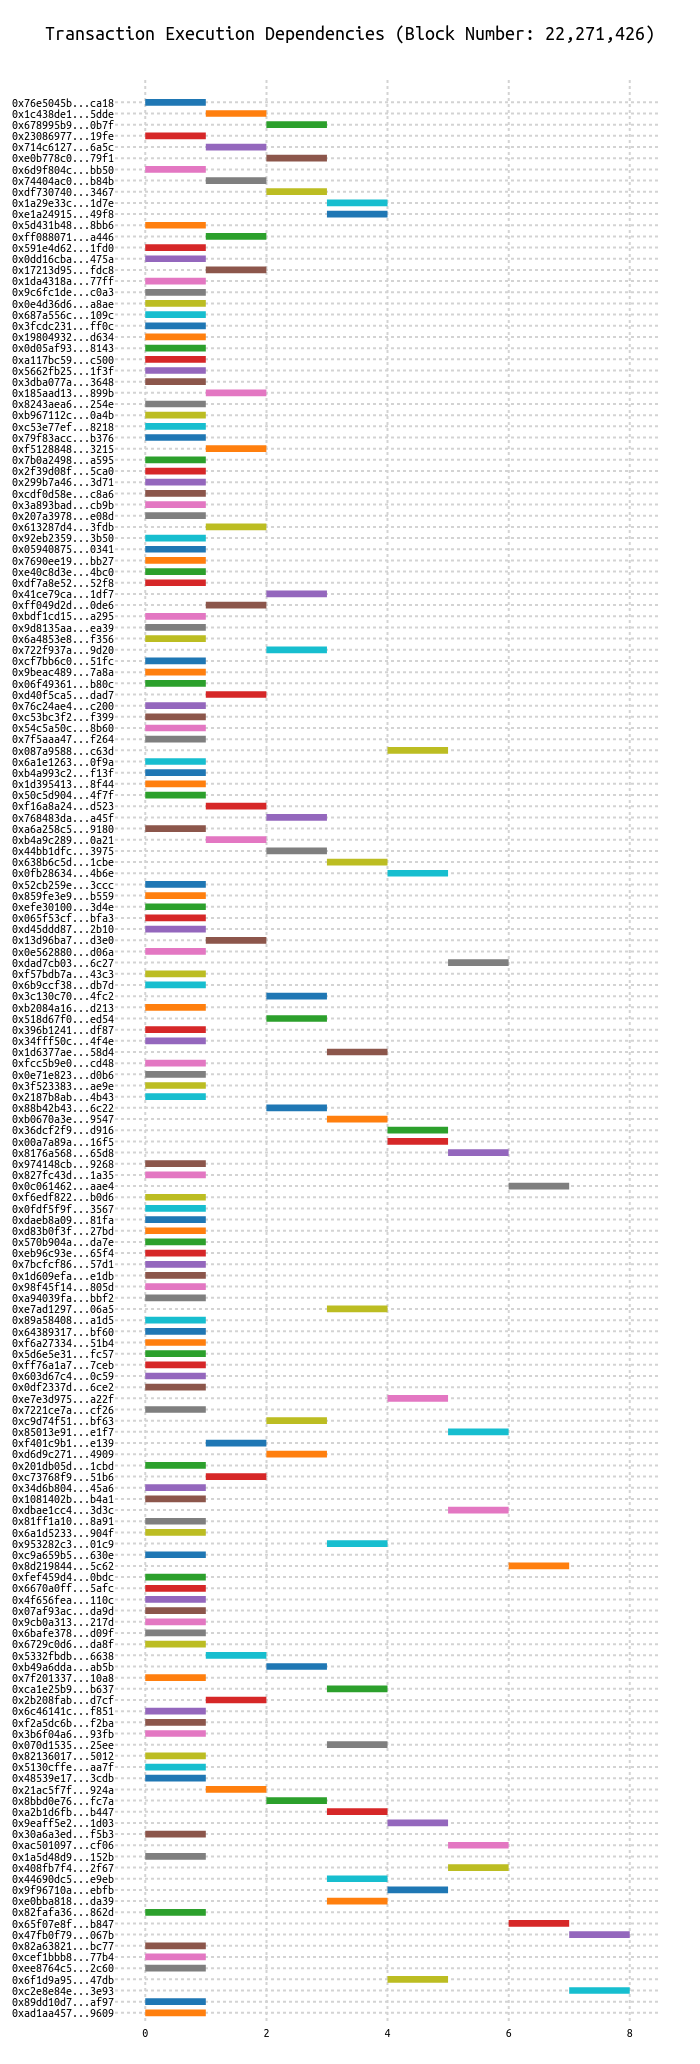 Transaction Execution Dependencies (Block Number: 22,271,426)
0x76e5045b...ca18
0x1c438de1...5dde
0x678995b9...0b7f
0x23086977...19fe
0x714c6127...6a5c
0xe0b778c0...79f1
0x6d9f804c...bb50
0x74404ac0...b84b
0xdf730740...3467
0x1a29e33c...1d7e
0xe1a24915...49f8
0x5d431b48...8bb6
0xff088071...a446
0x591e4d62...1fd0
0x0dd16cba...475a
0x17213d95...fdc8
0x1da4318a...77ff
0x9c6fc1de...c0a3
0x0e4d36d6...a8ae
0x687a556c...109c
0x3fcdc231...ff0c
0x19804932...d634
0x0d05af93...8143
0xa117bc59...c500
0x5662fb25...1f3f
0x3dba077a...3648
0x185aad13...899b
0x8243aea6...254e
0xb967112c...0a4b
0xc53e77ef...8218
0x79f83acc...b376
0xf5128848...3215
0x7b0a2498...a595
0x2f39d08f...5ca0
0x299b7a46...3d71
0xcdf0d58e...c8a6
0x3a893bad...cb9b
0x207a3978...e08d
0x613287d4...3fdb
0x92eb2359...3b50
0x05940875...0341
0x7690ee19...bb27
0xe40c8d3e...4bc0
0xdf7a8e52...52f8
0x41ce79ca...1df7
0xff049d2d...0de6
0xbdf1cd15...a295
0x9d8135aa...ea39
0x6a4853e8...f356
0x722f937a...9d20
0xcf7bb6c0...51fc
0x9beac489...7a8a
0x06f49361...b80c
0xd40f5ca5...dad7
0x76c24ae4...c200
0xc53bc3f2...f399
0x54c5a50c...8b60
0x7f5aaa47...f264
0x087a9588...c63d
0x6a1e1263...0f9a
0xb4a993c2...f13f
0x1d395413...8f44
0x50c5d904...4f7f
0xf16a8a24...d523
0x768483da...a45f
0xa6a258c5...9180
0xb4a9c289...0a21
0x44bb1dfc...3975
0x638b6c5d...1cbe
0x0fb28634...4b6e
0x52cb259e...3ccc
0x859fe3e9...b559
0xefe30100...3d4e
0x065f53cf...bfa3
0xd45ddd87...2b10
0x13d96ba7...d3e0
0x0e562880...d06a
0xdad7cb03...6c27
0xf57bdb7a...43c3
0x6b9ccf38...db7d
0x3c130c70...4fc2
0xb2084a16...d213
0x518d67f0...ed54
0x396b1241...df87
0x34fff50c...4f4e
0x1d6377ae...58d4
0xfcc5b9e0...cd48
0x0e71e823...d0b6
0x3f523383...ae9e
0x2187b8ab...4b43
0x88b42b43...6c22
0xb0670a3e...9547
0x36dcf2f9...d916
0x00a7a89a...16f5
0x8176a568...65d8
0x974148cb...9268
0x827fc43d...1a35
0x0c061462...aae4
0xf6edf822...b0d6
0x0fdf5f9f...3567
0xdaeb8a09...81fa
0xd83b0f3f...27bd
0x570b904a...da7e
0xeb96c93e...65f4
0x7bcfcf86...57d1
0x1d609efa...e1db
0x98f45f14...805d
0xa94039fa...bbf2
0xe7ad1297...06a5
0x89a58408...a1d5
0x64389317...bf60
0xf6a27334...51b4
0x5d6e5e31...fc57
0xff76a1a7...7ceb
0x603d67c4...0c59
0x0df2337d...6ce2
0xe7e3d975...a22f
0x7221ce7a...cf26
0xc9d74f51...bf63
0x85013e91...e1f7
0xf401c9b1...e139
0xd6d9c271...4909
0x201db05d...1cbd
0xc73768f9...51b6
0x34d6b804...45a6
0x1081402b...b4a1
0xdbae1cc4...3d3c
0x81ff1a10...8a91
0x6a1d5233...904f
0x953282c3...01c9
0xc9a659b5...630e
0x8d219844...5c62
0xfef459d4...0bdc
0x6670a0ff...5afc
0x4f656fea...110c
0x07af93ac...da9d
0x9cb0a313...217d
0x6bafe378...d09f
0x6729c0d6...da8f
0x5332fbdb...6638
0xb49a6dda...ab5b
0x7f201337...10a8
0xca1e25b9...b637
0x2b208fab...d7cf
0x6c46141c...f851
0xf2a5dc6b...f2ba
0x3b6f04a6...93fb
0x070d1535...25ee
0x82136017...5012
0x5130cffe...aa7f
0x48539e17...3cdb
0x21ac5f7f...924a
0x8bbd0e76...fc7a
0xa2b1d6fb...b447
0x9eaff5e2...1d03
0x30a6a3ed...f5b3
0xac501097...cf06
0x1a5d48d9...152b
0x408fb7f4...2f67
0x44690dc5...e9eb
0x9f96710a...ebfb
0xe0bba818...da39
0x82fafa36...862d
0x65f07e8f...b847
0x47fb0f79...067b
0x82a63821...bc77
0xcef1bbb8...77b4
0xee8764c5...2c60
0x6f1d9a95...47db
0xc2e8e84e...3e93
0x89dd10d7...af97
0xad1aa457...9609
0 2 4 6 8